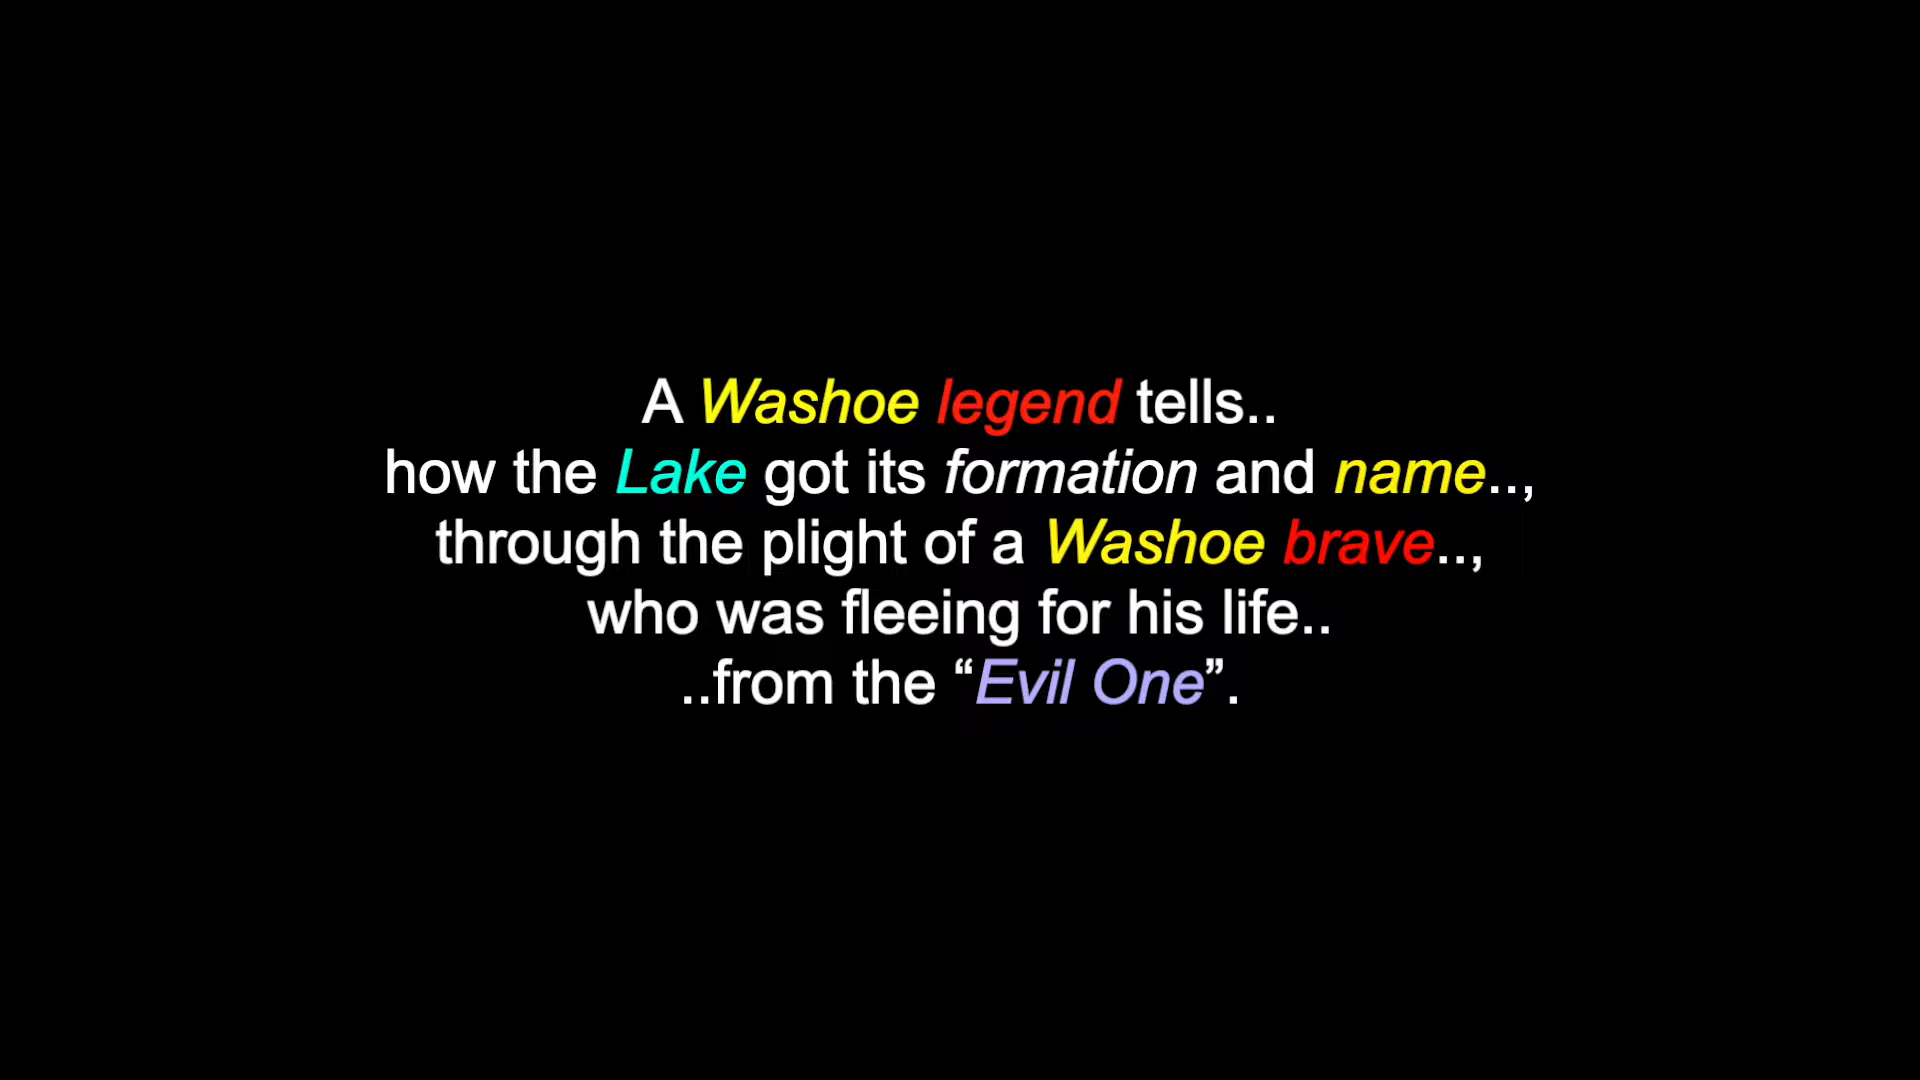 A Washoe legend tells..
how the Lake got its formation and name..,
through the plight of a Washoe brave..,
who was fleeing for his life..
..from the “Evil One”.